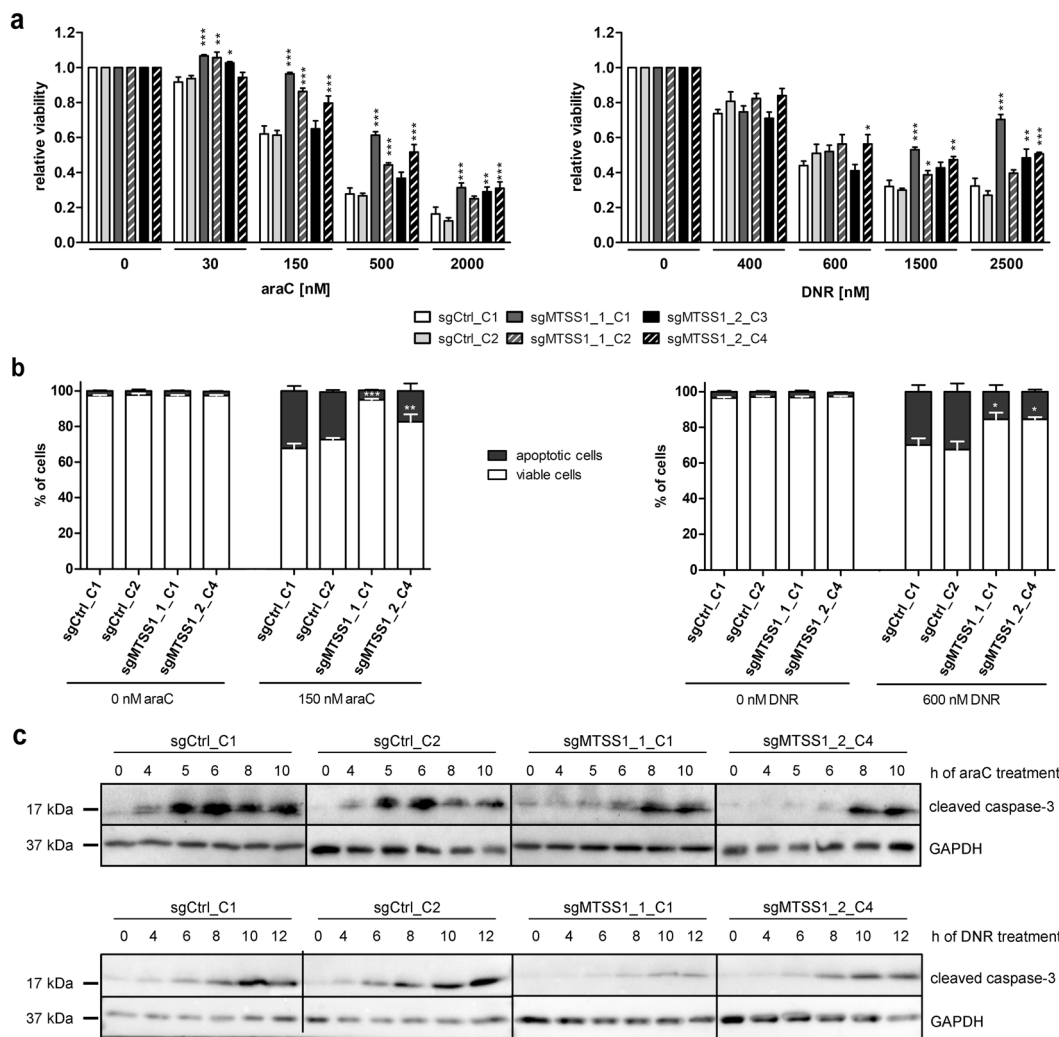 a
relative viability
1.2
1.0
0.8
0.6
0.4
0.2
0.0
*** ** *
*** *** ***
*** *** ***
*** ** ***
0 30 150 500 2000
araC [nM]
relative viability
1.2
1.0
0.8
0.6
0.4
0.2
0.0
*
*** * **
*** ** ***
0 400 600 1500 2500
DNR [nM]
sgCtrl_C1 sgMTSS1_1_C1 sgMTSS1_2_C3
sgCtrl_C2 sgMTSS1_1_C2 sgMTSS1_2_C4
b
% of cells
100
80
60
40
20
0
*** **
sgCtrl_C1 sgCtrl_C2 sgMTSS1_1_C1 sgMTSS1_2_C4 sgCtrl_C1 sgCtrl_C2 sgMTSS1_1_C1 sgMTSS1_2_C4
0 nM araC 150 nM araC
apoptotic cells
viable cells
% of cells
100
80
60
40
20
0
* *
sgCtrl_C1 sgCtrl_C2 sgMTSS1_1_C1 sgMTSS1_2_C4 sgCtrl_C1 sgCtrl_C2 sgMTSS1_1_C1 sgMTSS1_2_C4
0 nM DNR 600 nM DNR
c
sgCtrl_C1 sgCtrl_C2 sgMTSS1_1_C1 sgMTSS1_2_C4
0 4 5 6 8 10 0 4 5 6 8 10 0 4 5 6 8 10 0 4 5 6 8 10 h of araC treatment
17 kDa cleaved caspase-3
37 kDa GAPDH
sgCtrl_C1 sgCtrl_C2 sgMTSS1_1_C1 sgMTSS1_2_C4
0 4 6 8 10 12 0 4 6 8 10 12 0 4 6 8 10 12 0 4 6 8 10 12 h of DNR treatment
17 kDa cleaved caspase-3
37 kDa GAPDH